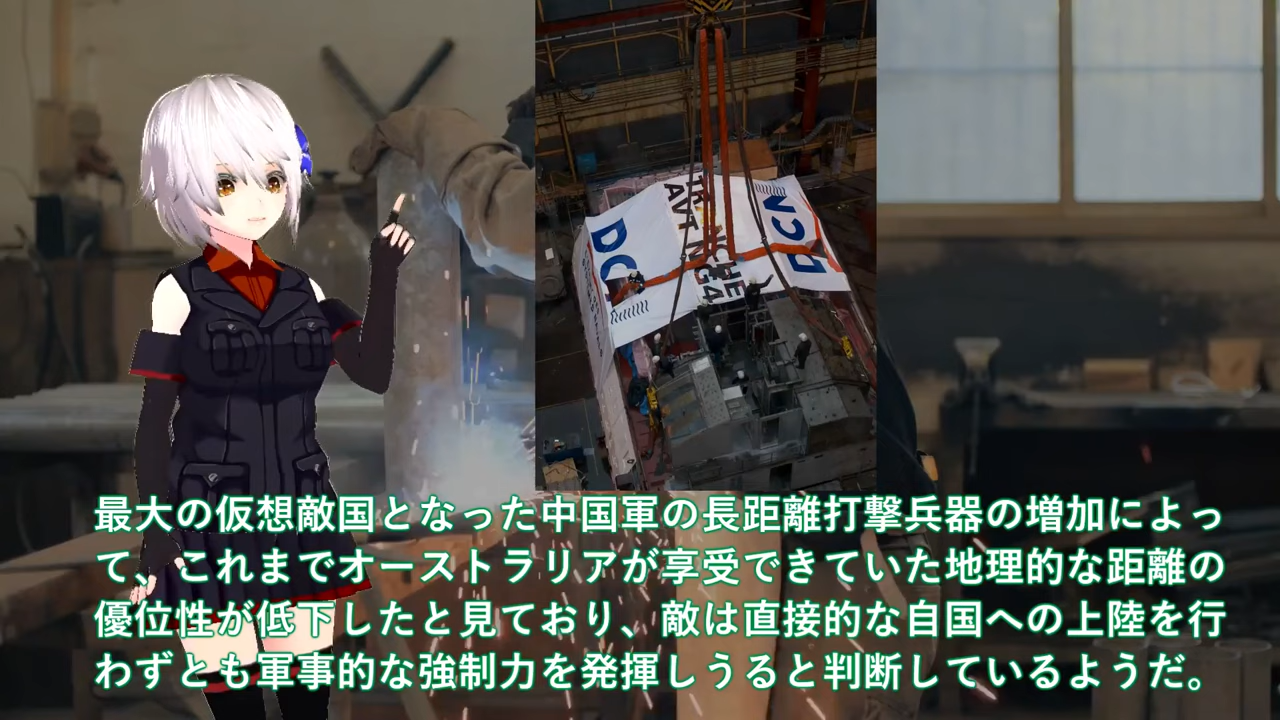 DCN
最大の仮想敵国となった中国軍の長距離打撃兵器の増加によっ
て、これまでオーストラリアが享受できていた地理的な距離の
優位性が低下したと見ており、敵は直接的な自国への上陸を行
わずとも軍事的な強制力を発揮しうると判断しているようだ。